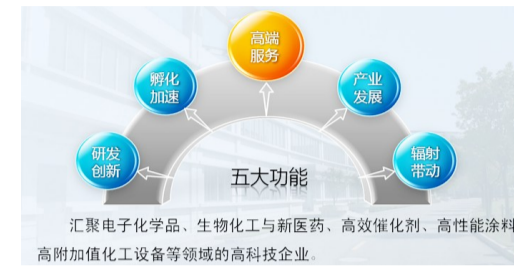 高端
服务
孵化
加速
产业
发展
研发
创新
辐射
带动
五大功能
汇聚电子化学品、生物化工与新医药、高效催化剂、高性能涂料
高附加值化工设备等领域的高科技企业。